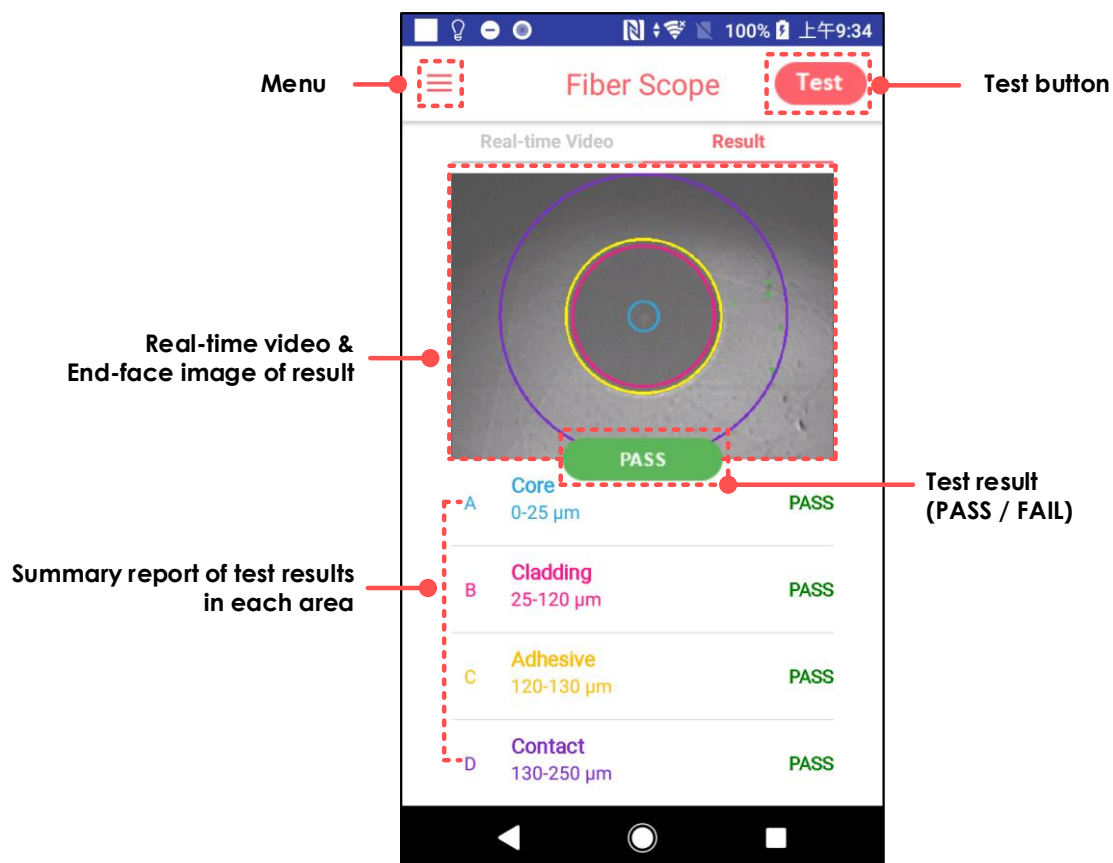 100% 上午9:34
Menu
Fiber Scope
Test
Test button
Real-time Video
Result
Real-time video &
End-face image of result
PASS
Test result
(PASS / FAIL)
Summary report of test results
in each area
A
Core
0-25 µm
PASS
B
Cladding
25-120 µm
PASS
C
Adhesive
120-130 µm
PASS
D
Contact
130-250 µm
PASS